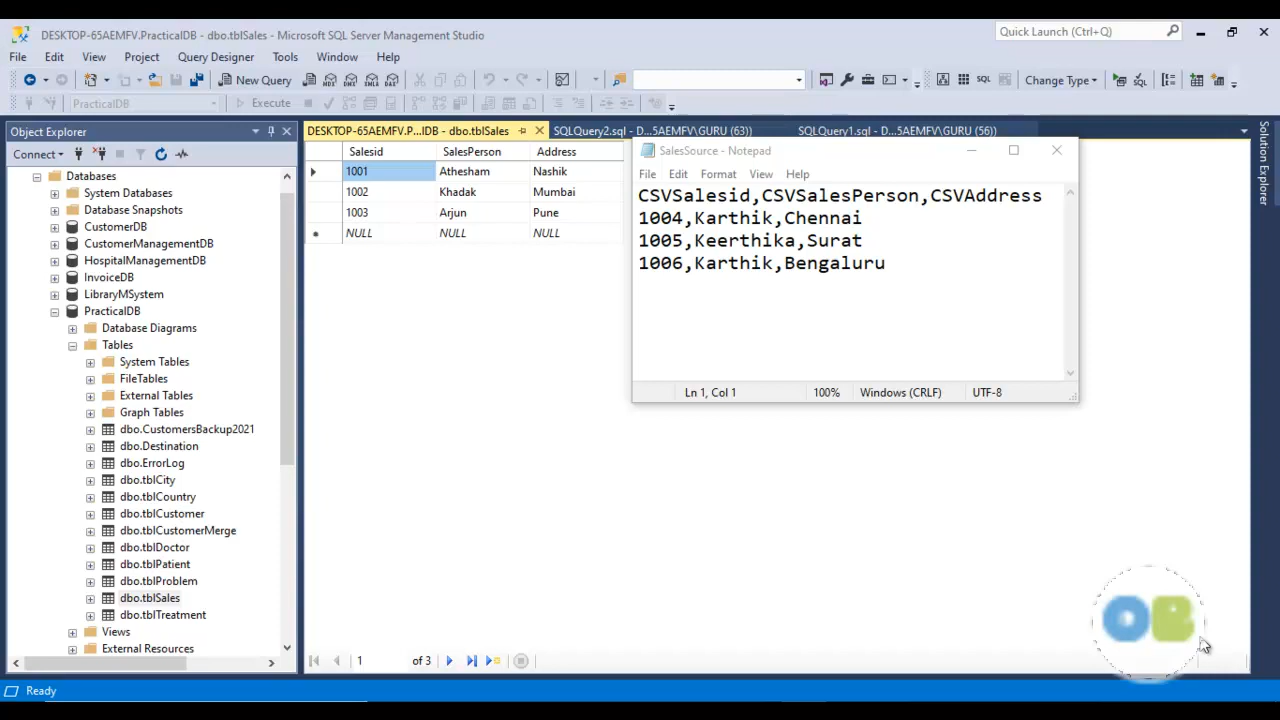 DESKTOP-65AEMFV.PracticalDB - dbo.tblSales - Microsoft SQL Server Management Studio
Quick Launch (Ctrl+Q)
File Edit View Project Query Designer Tools Window Help
New Query MDX DMX XMLA DAX SQL Change Type
PracticalDB Execute
Object Explorer
Connect
Databases
System Databases
Database Snapshots
CustomerDB
CustomerManagementDB
HospitalManagementDB
InvoiceDB
LibraryMSystem
PracticalDB
Database Diagrams
Tables
System Tables
FileTables
External Tables
Graph Tables
dbo.CustomersBackup2021
dbo.Destination
dbo.ErrorLog
dbo.tblCity
dbo.tblCountry
dbo.tblCustomer
dbo.tblCustomerMerge
dbo.tblDoctor
dbo.tblPatient
dbo.tblProblem
dbo.tblSales
dbo.tblTreatment
Views
External Resources
DESKTOP-65AEMFV.P...IDB - dbo.tblSales SQLQuery2.sql - D...5AEMFV\GURU (63)) SQLQuery1.sql - D...5AEMFV\GURU (56))
Salesid SalesPerson Address
1001 Athesham Nashik
1002 Khadak Mumbai
1003 Arjun Pune
NULL NULL NULL
SalesSource - Notepad
File Edit Format View Help
CSVSalesid,CSVSalesPerson,CSVAddress
1004,Karthik,Chennai
1005,Keerthika,Surat
1006,Karthik,Bengaluru
Ln 1, Col 1 100% Windows (CRLF) UTF-8
1 of 3
Solution Explorer
OB
Ready